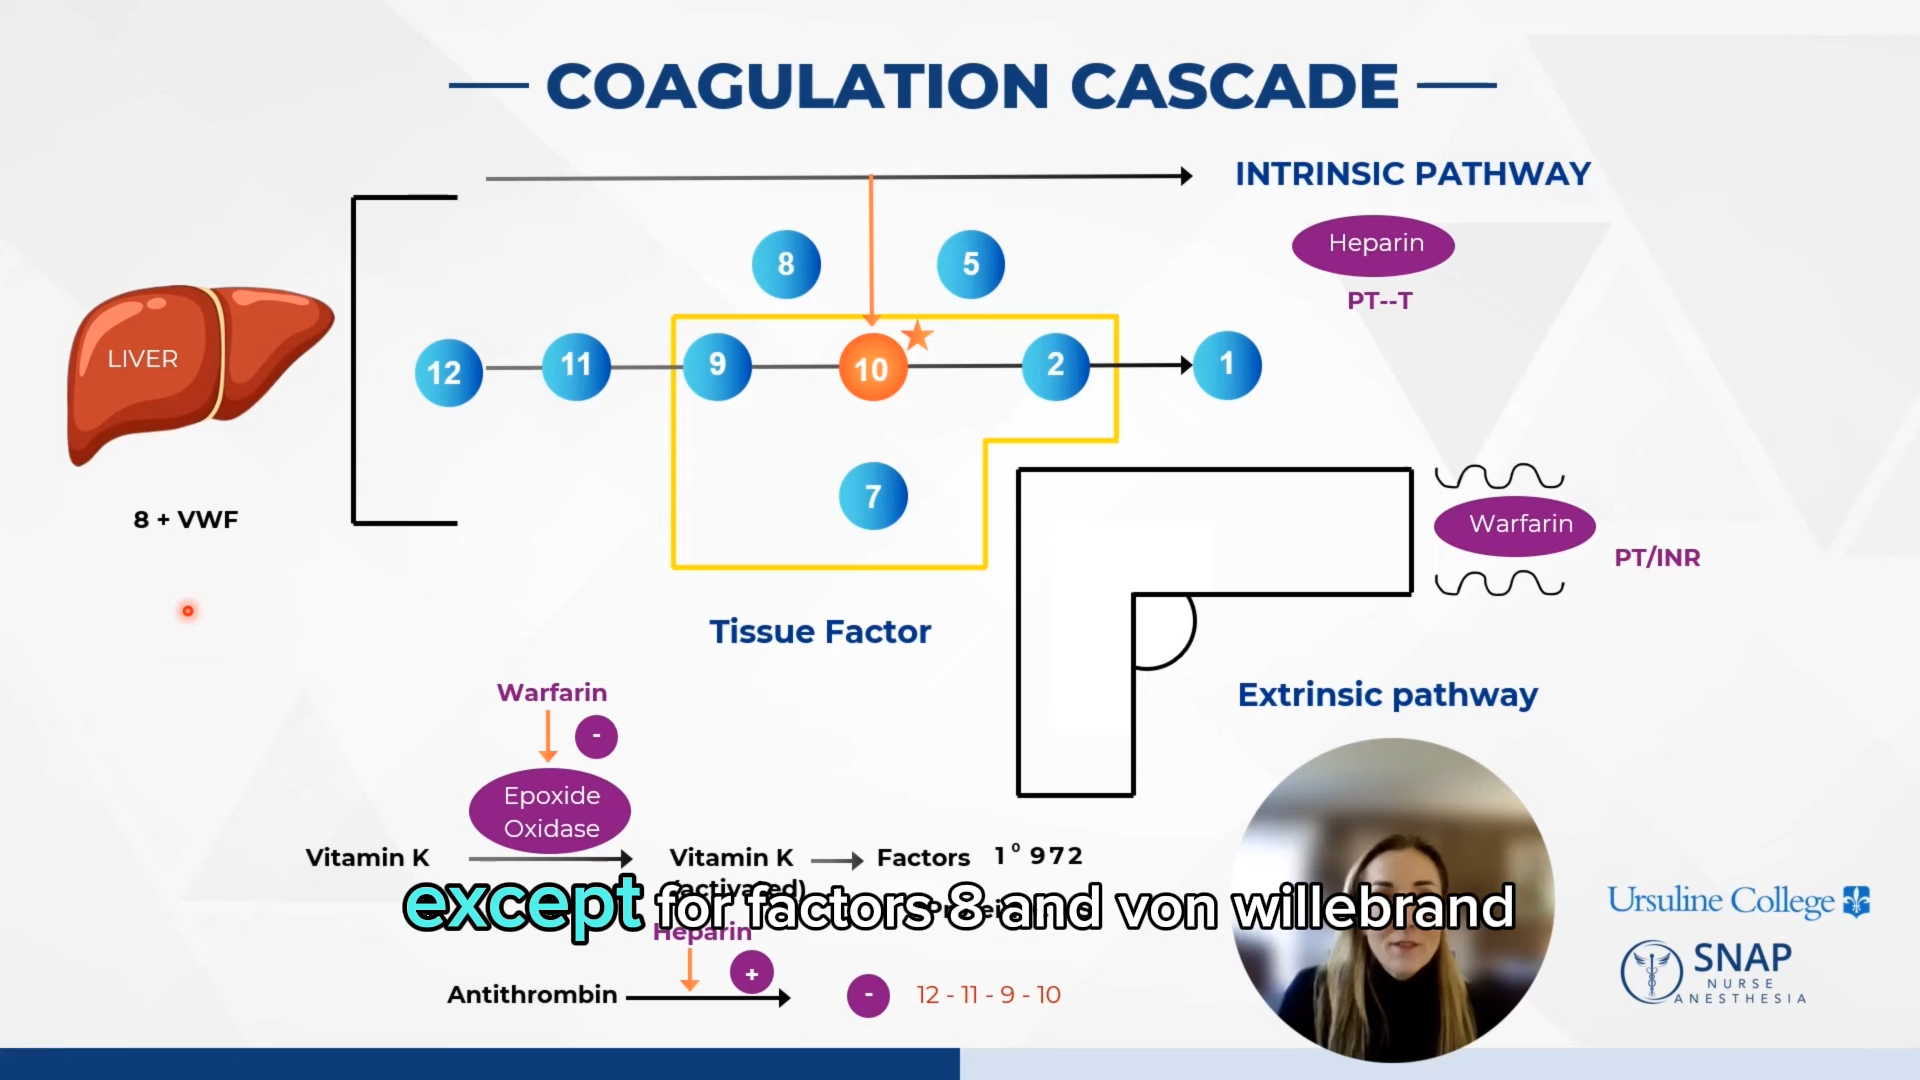 COAGULATION CASCADE
INTRINSIC PATHWAY
Heparin
PT--T
8
5
LIVER
12
11
9
10
2
1
7
8 + VWF
Warfarin
PT/INR
Tissue Factor
Extrinsic pathway
Warfarin
-
Epoxide
Oxidase
Vitamin K
Vitamin K
(activated)
Factors
1° 972
except for factors 8 and von willebrand
Heparin
+
Antithrombin
-
12 - 11 - 9 - 10
Ursuline College
SNAP
NURSE
ANESTHESIA